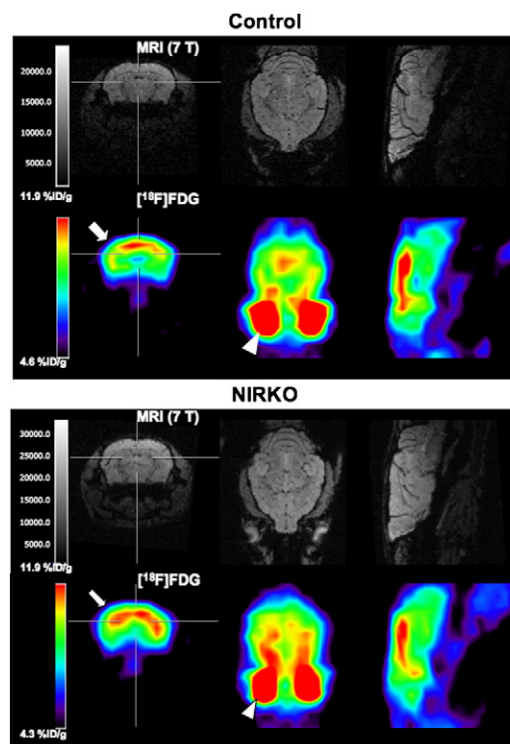 Control
MRI (7 T)
20000.0
15000.0
10000.0
5000.0
11.9 %ID/g
[¹⁸F]FDG
4.6 %ID/g
NIRKO
MRI (7 T)
30000.0
25000.0
20000.0
15000.0
10000.0
5000.0
11.9 %ID/g
[¹⁸F]FDG
4.3 %ID/g